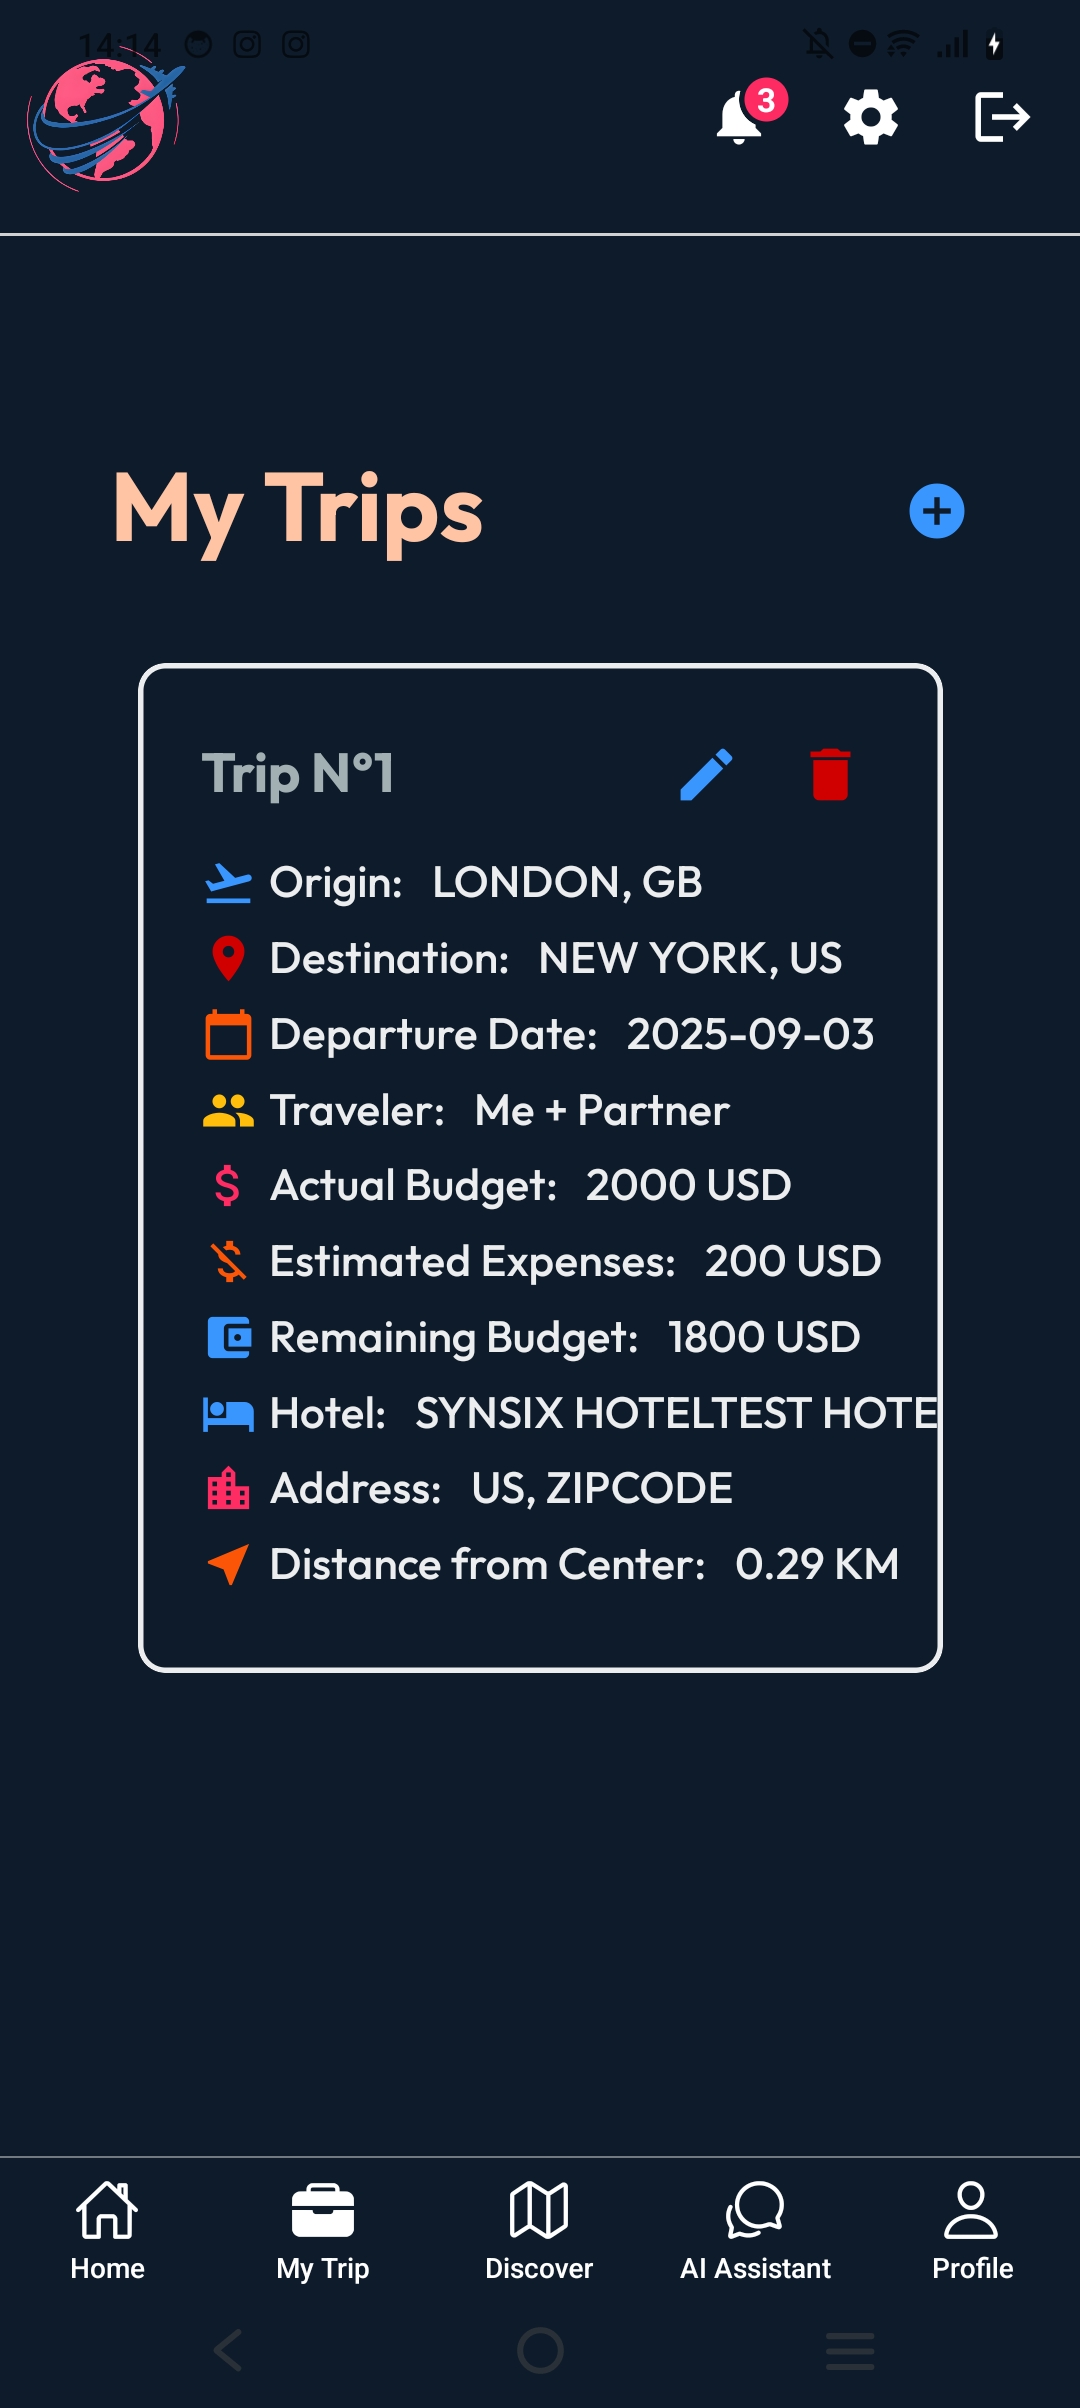 14:14
3
My Trips
Trip N°1
Origin: LONDON, GB
Destination: NEW YORK, US
Departure Date: 2025-09-03
Traveler: Me + Partner
Actual Budget: 2000 USD
Estimated Expenses: 200 USD
Remaining Budget: 1800 USD
Hotel: SYNSIX HOTELTEST HOTE
Address: US, ZIPCODE
Distance from Center: 0.29 KM
Home
My Trip
Discover
AI Assistant
Profile